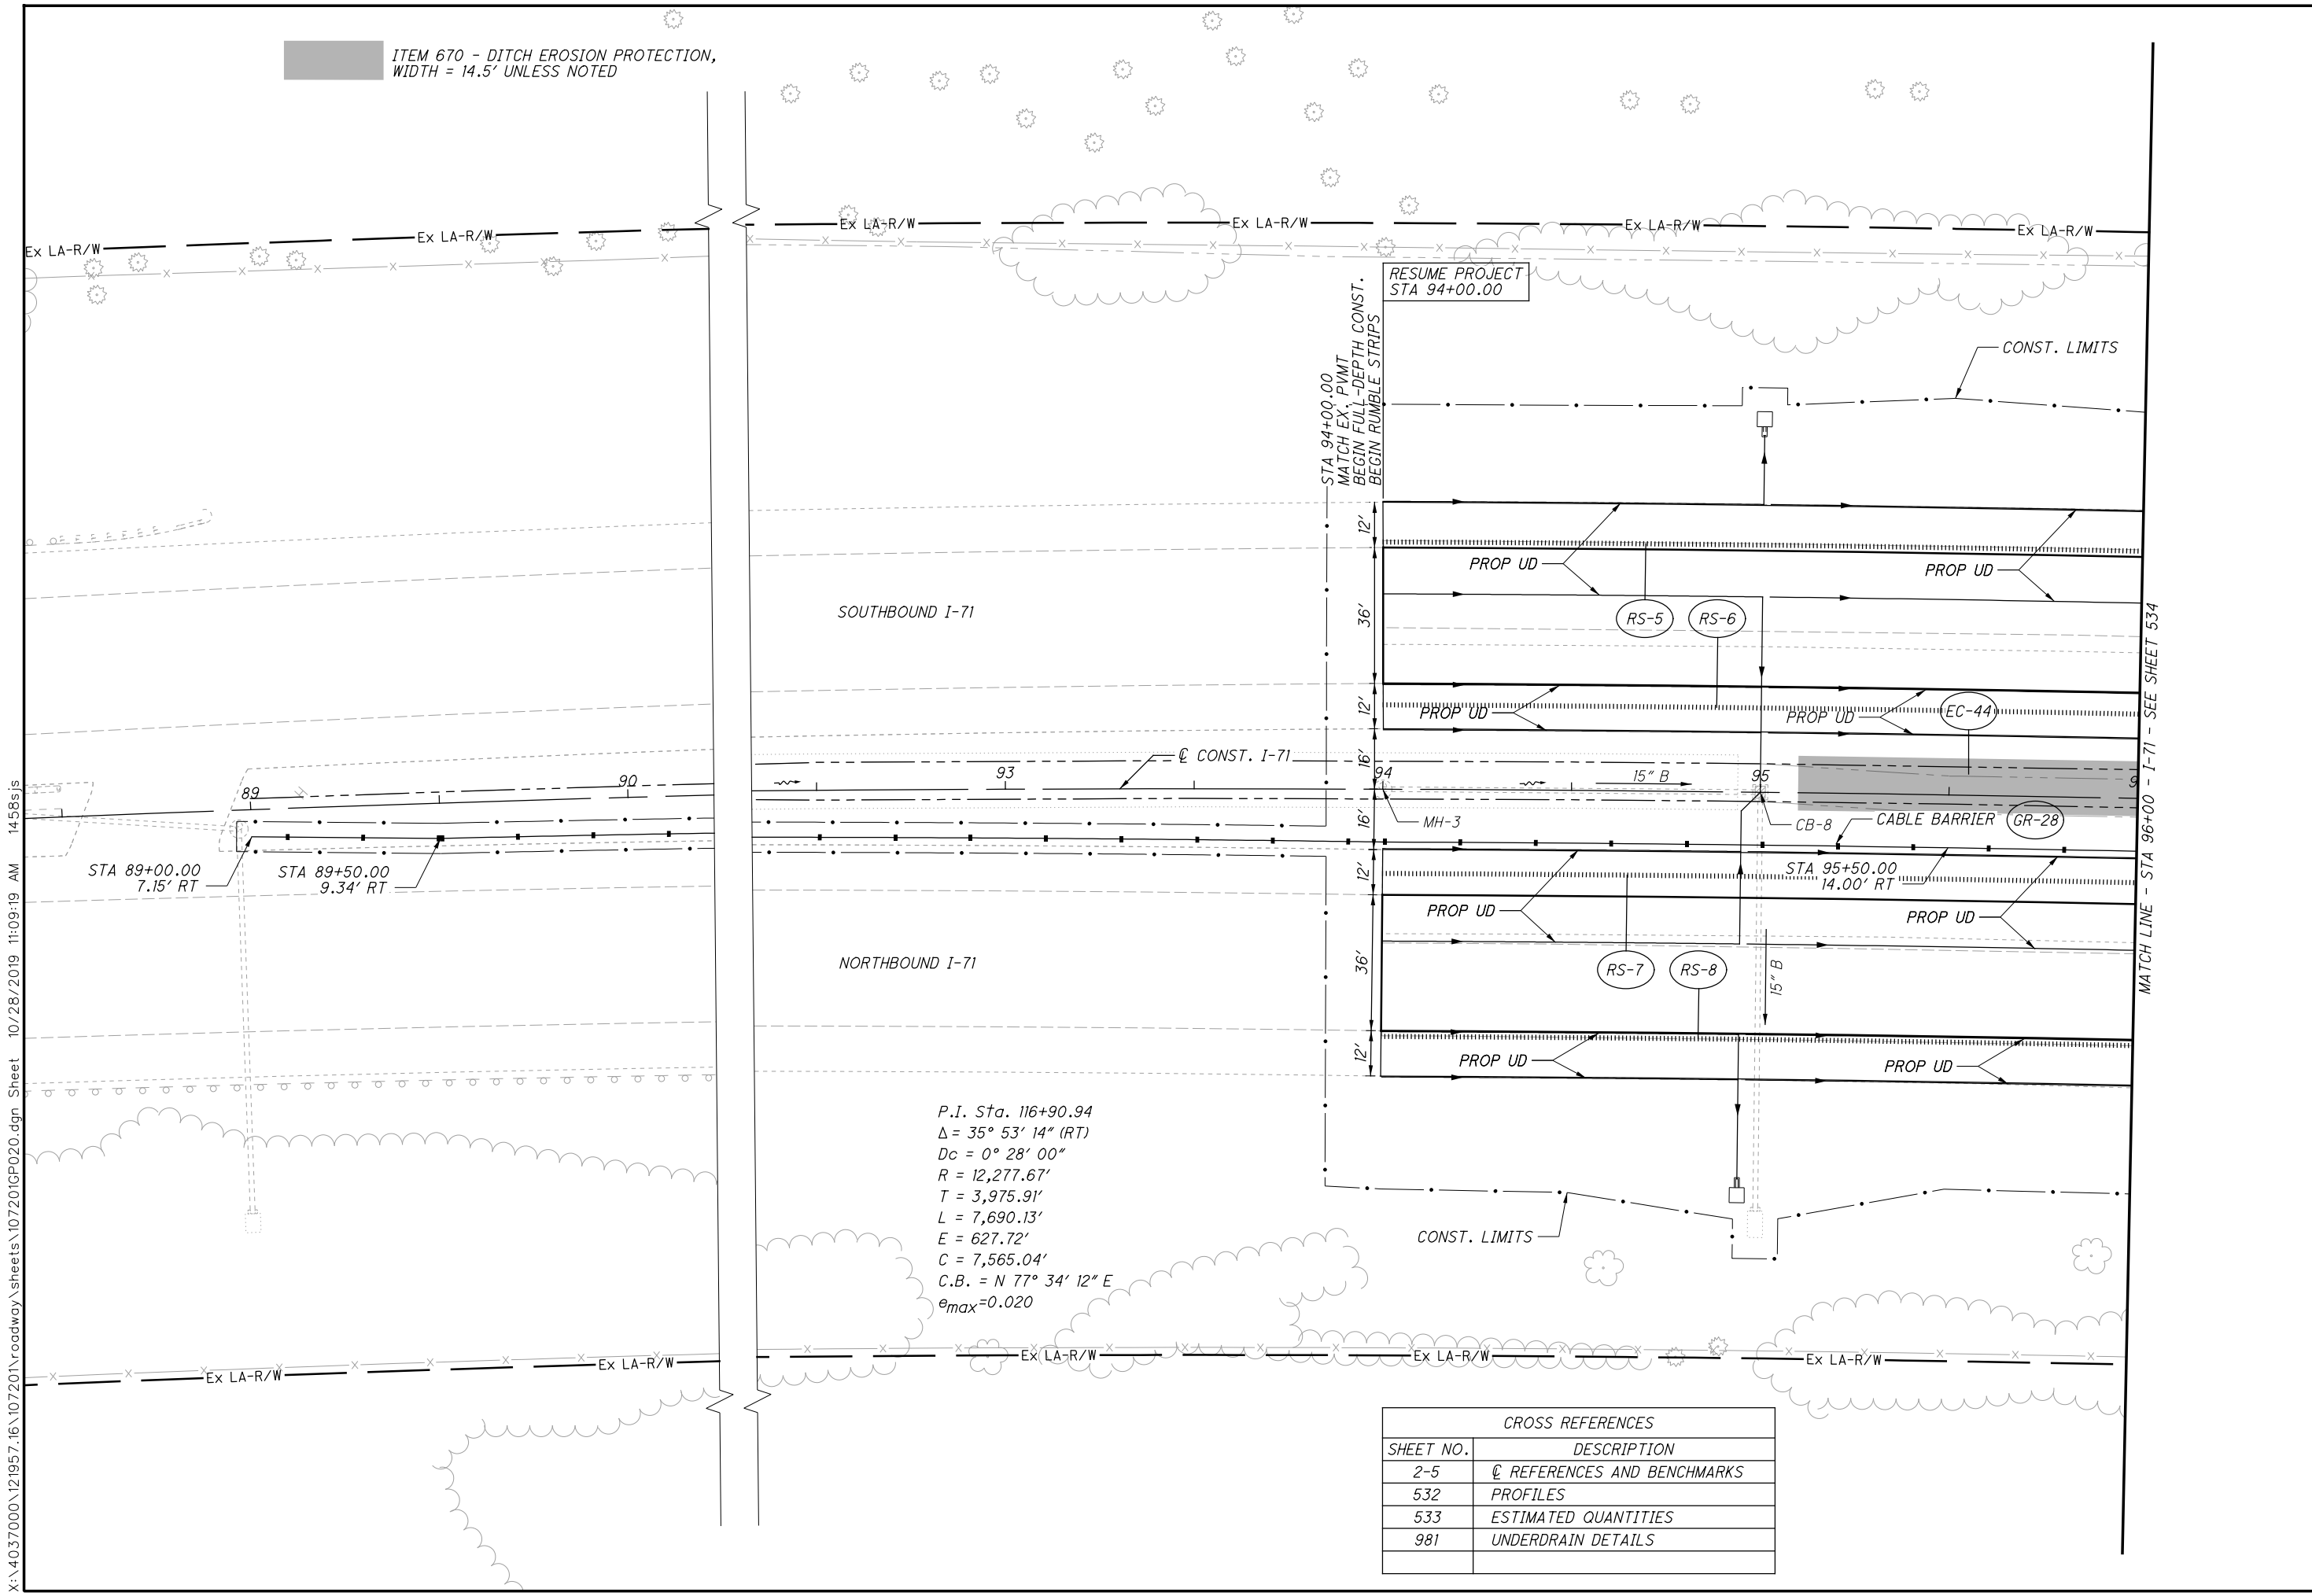 ITEM 670 - DITCH EROSION PROTECTION,
WIDTH = 14.5' UNLESS NOTED
Ex LA-R/W
Ex LA-R/W
Ex LA-R/W
Ex LA-R/W
Ex LA-R/W
Ex LA-R/W
RESUME PROJECT
STA 94+00.00
STA 94+00.00
MATCH EX. PVMT
BEGIN FULL-DEPTH CONST.
BEGIN RUMBLE STRIPS
CONST. LIMITS
12'
PROP UD
PROP UD
SOUTHBOUND I-71
36'
RS-5
RS-6
12'
PROP UD
PROP UD
EC-44
16'
℄ CONST. I-71
89
90
93
94
15" B
95
9
16'
MH-3
CB-8
CABLE BARRIER
GR-28
STA 89+00.00
7.15' RT
STA 89+50.00
9.34' RT
STA 95+50.00
14.00' RT
12'
PROP UD
PROP UD
NORTHBOUND I-71
36'
RS-7
RS-8
15" B
12'
PROP UD
PROP UD
MATCH LINE - STA 96+00 - I-71 - SEE SHEET 534
P.I. Sta. 116+90.94
Δ = 35° 53' 14" (RT)
Dc = 0° 28' 00"
R = 12,277.67'
T = 3,975.91'
L = 7,690.13'
E = 627.72'
C = 7,565.04'
C.B. = N 77° 34' 12" E
emax=0.020
CONST. LIMITS
Ex LA-R/W
Ex LA-R/W
Ex LA-R/W
Ex LA-R/W
Ex LA-R/W
CROSS REFERENCES
SHEET NO. DESCRIPTION
2-5 ℄ REFERENCES AND BENCHMARKS
532 PROFILES
533 ESTIMATED QUANTITIES
981 UNDERDRAIN DETAILS
X:\4037000\121957.16\107201\roadway\sheets\107201GP020.dgn Sheet 10/28/2019 11:09:19 AM 1458sjs